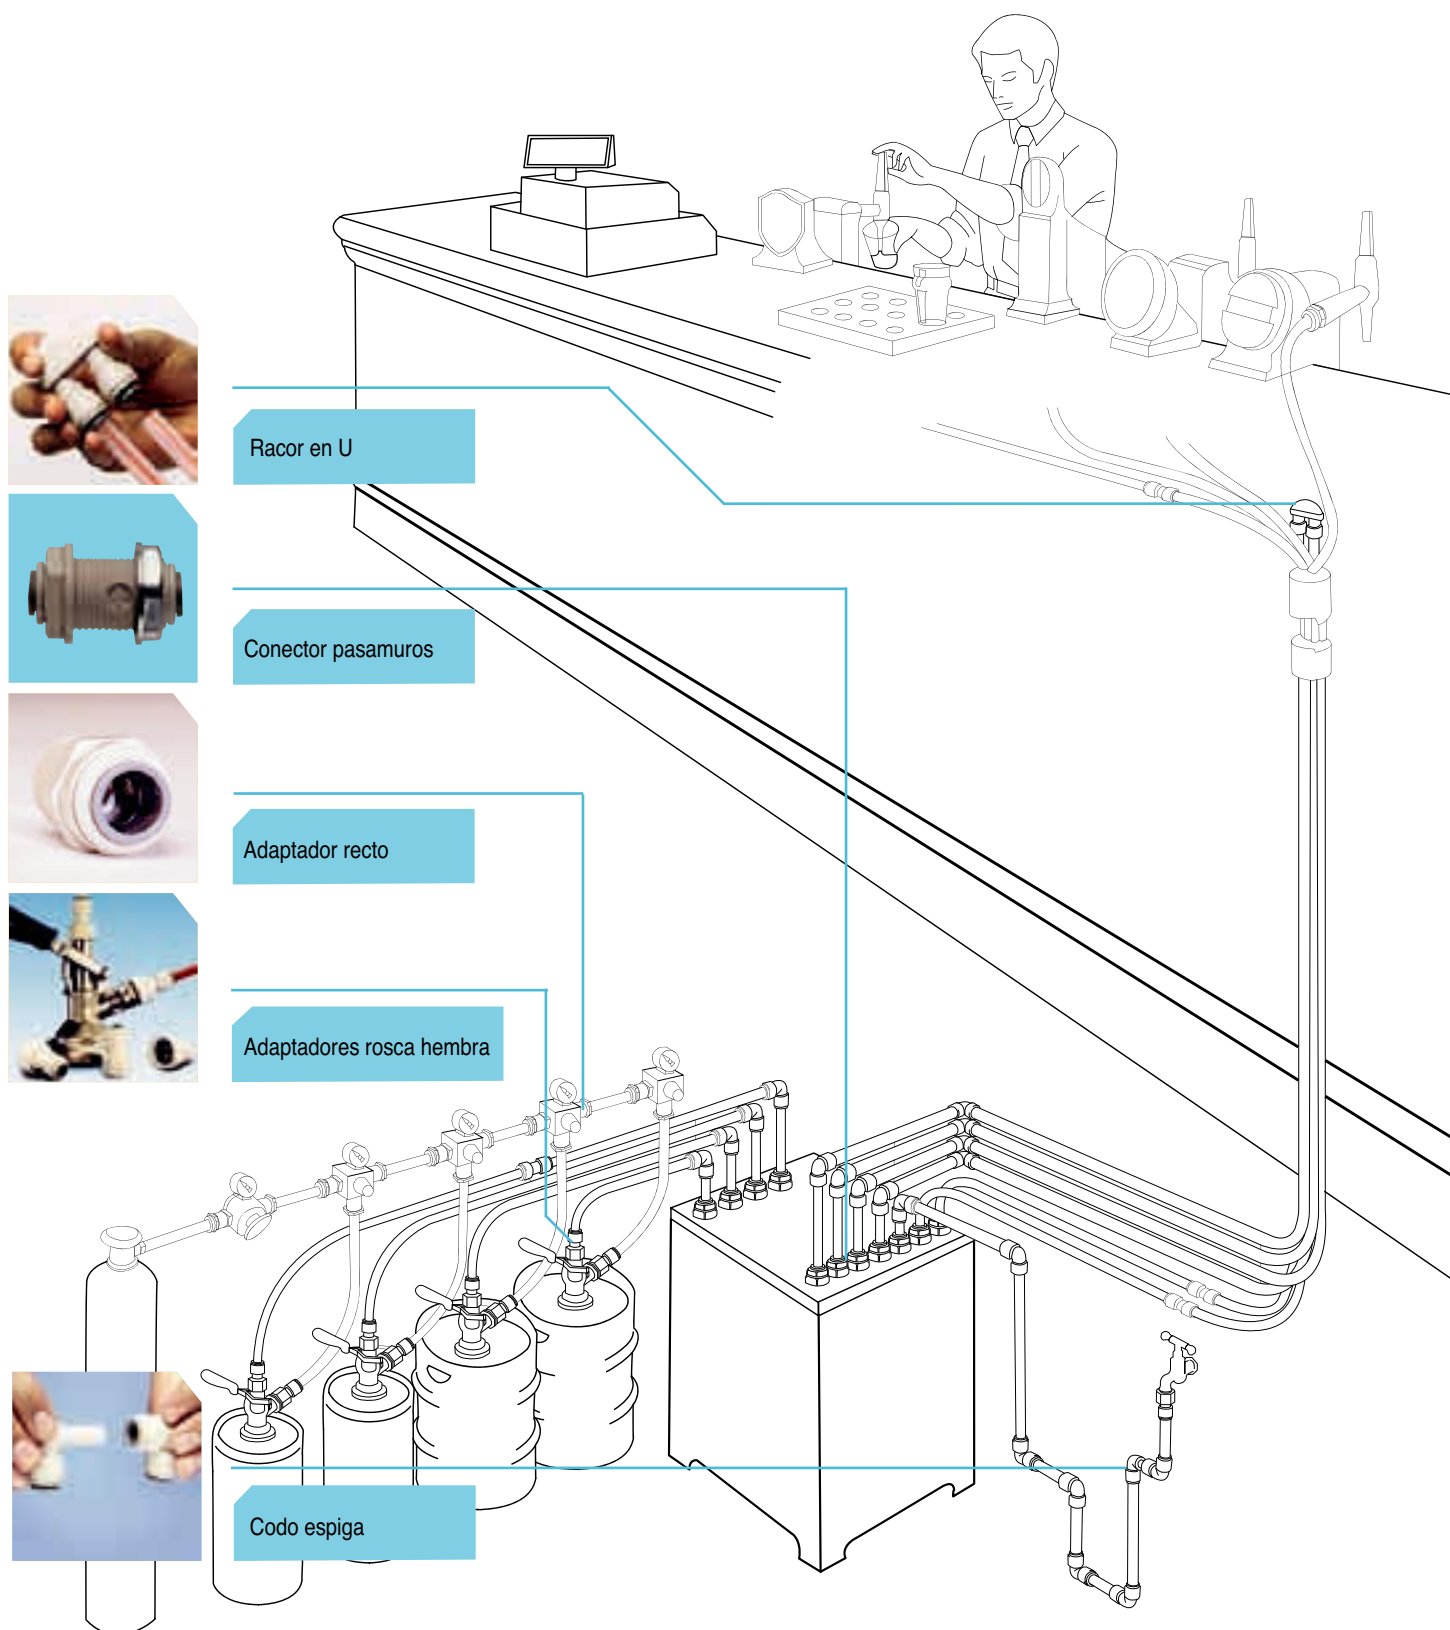 Racor en U
Conector pasamuros
Adaptador recto
Adaptadores rosca hembra
Codo espiga